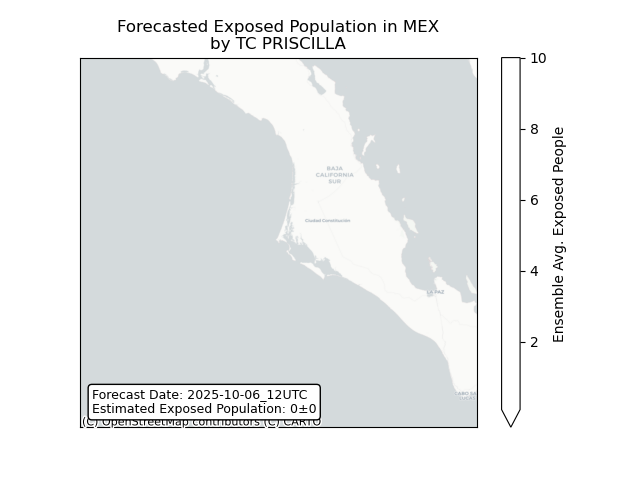 Forecasted Exposed Population in MEX
by TC PRISCILLA
10
8
6
4
2
Ensemble Avg. Exposed People
BAJA
CALIFORNIA
SUR
Ciudad Constitución
LA PAZ
Forecast Date: 2025-10-06_12UTC
Estimated Exposed Population: 0±0
(C) OpenStreetMap contributors (C) CARTO